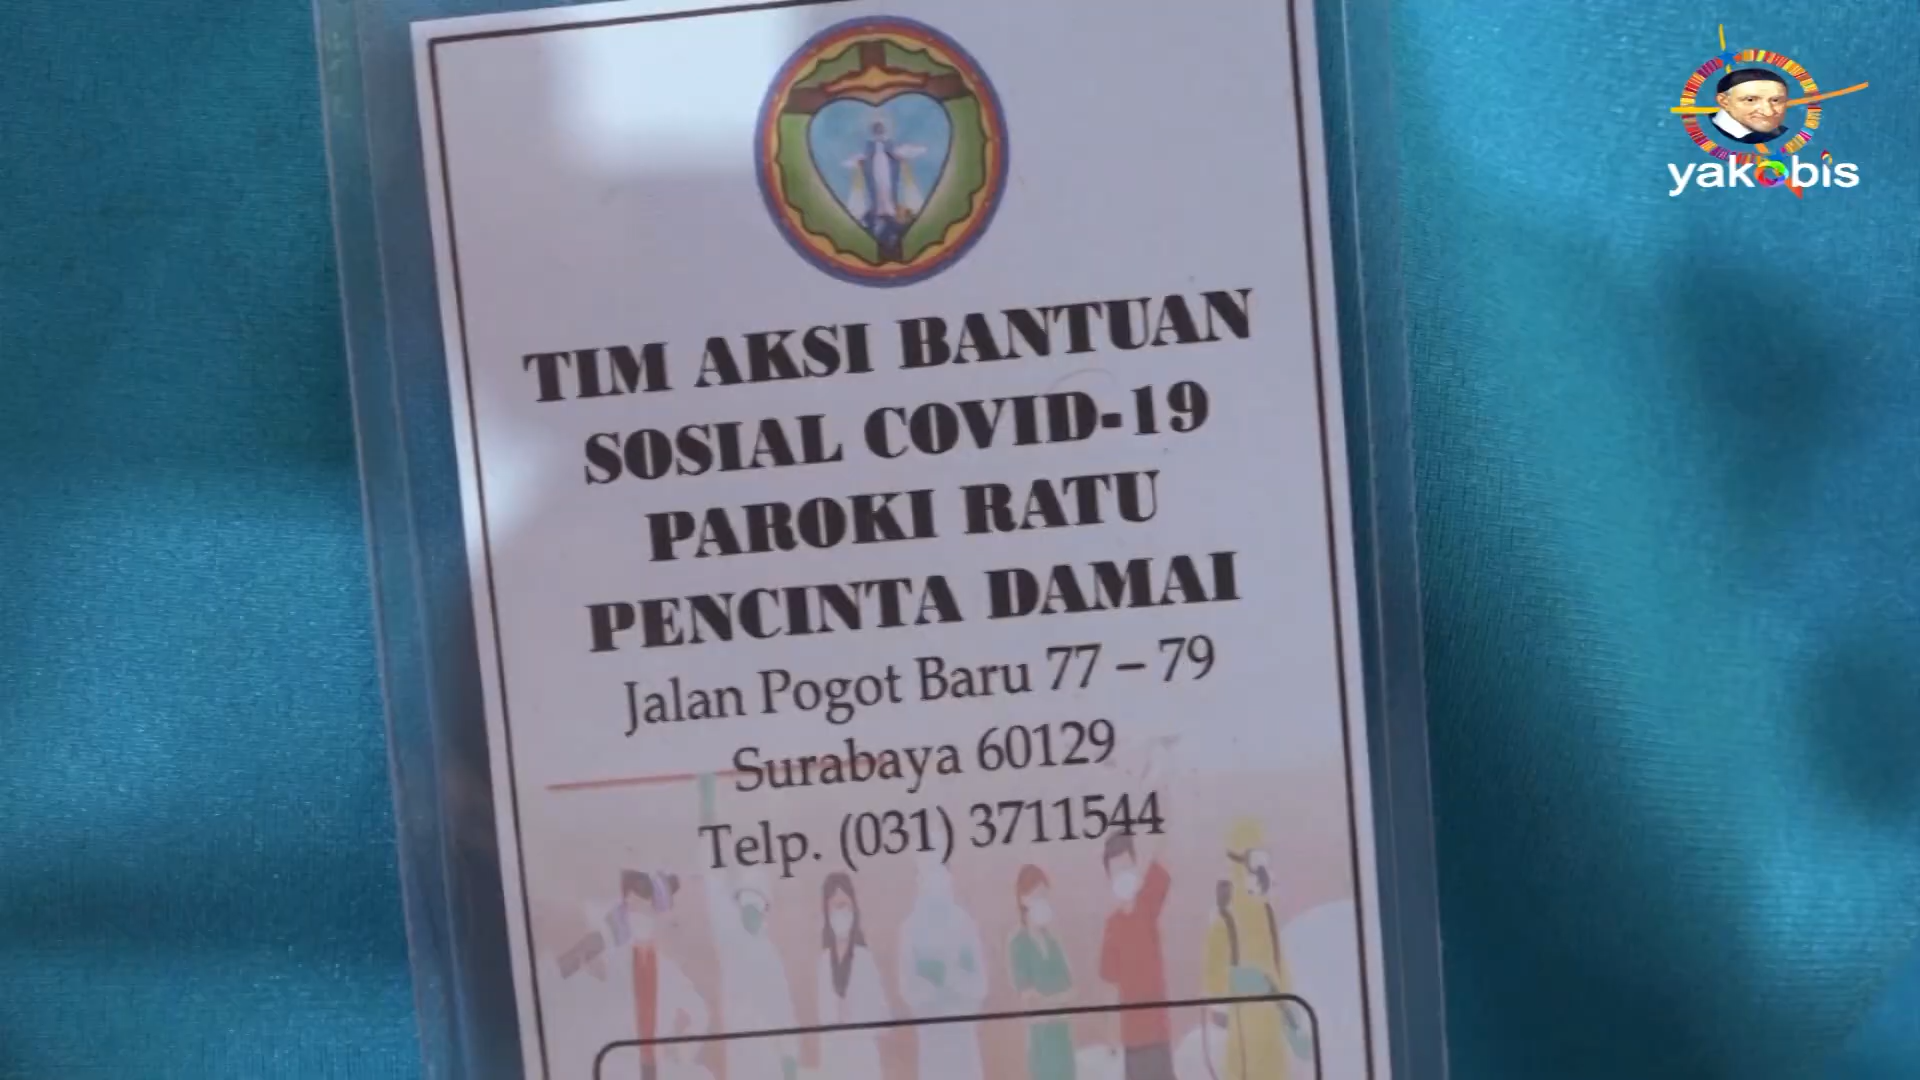 yakobis
TIM AKSI BANTUAN
SOSIAL COVID-19
PAROKI RATU
PENCINTA DAMAI
Jalan Pogot Baru 77 – 79
Surabaya 60129
Telp. (031) 3711544